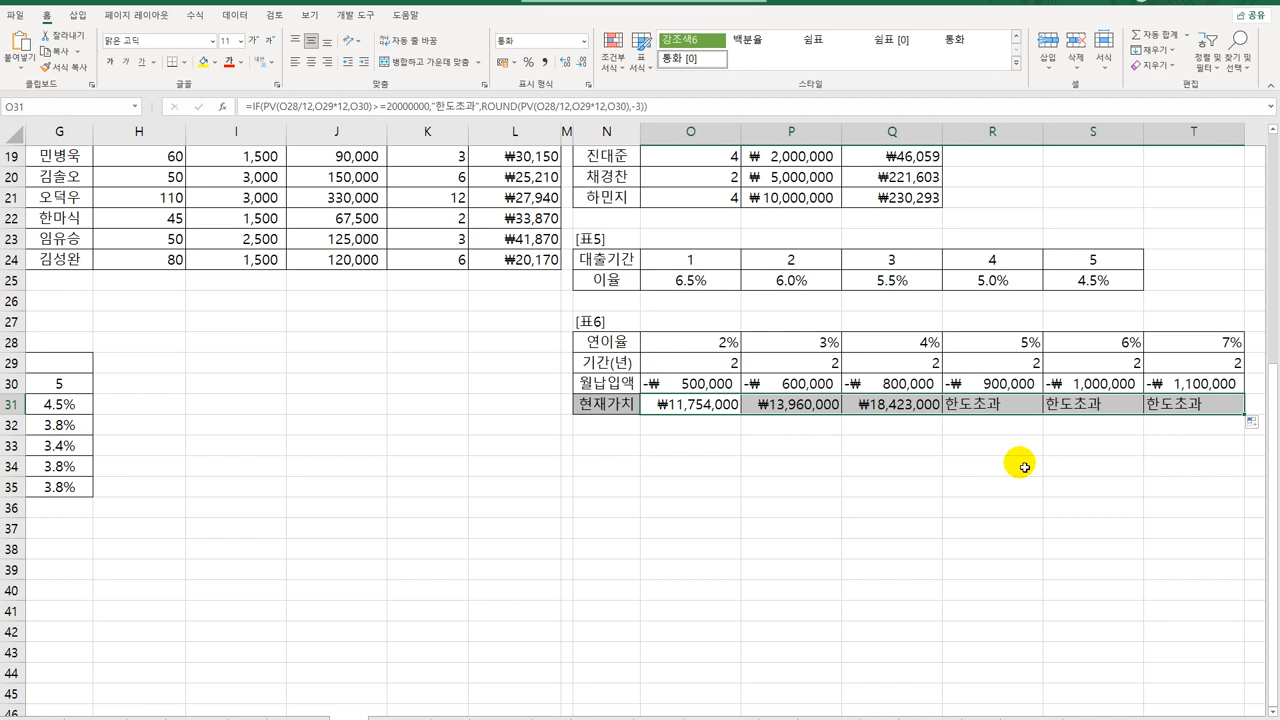 파일 홈 삽입 페이지 레이아웃 수식 데이터 검토 보기 개발 도구 도움말 공유
잘라내기
복사
서식 복사
붙여넣기
클립보드
맑은 고딕 11 가 가
가 가 간 가
글꼴
자동 줄 바꿈
병합하고 가운데 맞춤
맞춤
통화
%
표시 형식
조건부 서식
표 서식
강조색6 백분율 쉼표 쉼표 [0] 통화
통화 [0]
스타일
삽입 삭제 서식
셀
자동 합계
채우기
지우기
정렬 및 필터
찾기 및 선택
편집
O31 fx =IF(PV(O28/12,O29*12,O30)>=20000000,"한도초과",ROUND(PV(O28/12,O29*12,O30),-3))
G H I J K L M N O P Q R S T
19 민병욱 60 1,500 90,000 3 ₩30,150 진대준 4 ₩ 2,000,000 ₩46,059
20 김솔오 50 3,000 150,000 6 ₩25,210 채경찬 2 ₩ 5,000,000 ₩221,603
21 오덕우 110 3,000 330,000 12 ₩27,940 하민지 4 ₩ 10,000,000 ₩230,293
22 한마식 45 1,500 67,500 2 ₩33,870
23 임유승 50 2,500 125,000 3 ₩41,870 [표5]
24 김성완 80 1,500 120,000 6 ₩20,170 대출기간 1 2 3 4 5
25 이율 6.5% 6.0% 5.5% 5.0% 4.5%
26
27 [표6]
28 연이율 2% 3% 4% 5% 6% 7%
29 기간(년) 2 2 2 2 2 2
30 5 월납입액 -₩ 500,000 -₩ 600,000 -₩ 800,000 -₩ 900,000 -₩ 1,000,000 -₩ 1,100,000
31 4.5% 현재가치 ₩11,754,000 ₩13,960,000 ₩18,423,000 한도초과 한도초과 한도초과
32 3.8%
33 3.4%
34 3.8%
35 3.8%
36
37
38
39
40
41
42
43
44
45
46